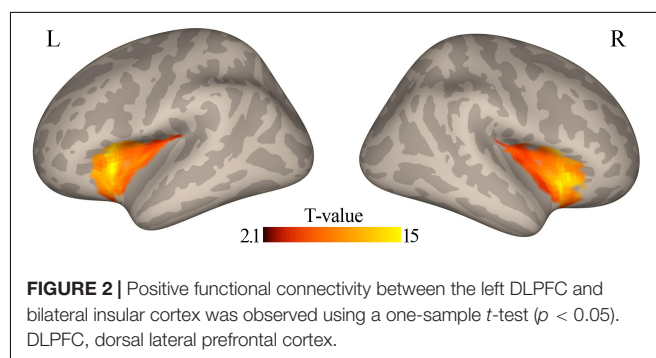 L
R
T-value
2.1
15
FIGURE 2 | Positive functional connectivity between the left DLPFC and
bilateral insular cortex was observed using a one-sample t-test (p < 0.05).
DLPFC, dorsal lateral prefrontal cortex.